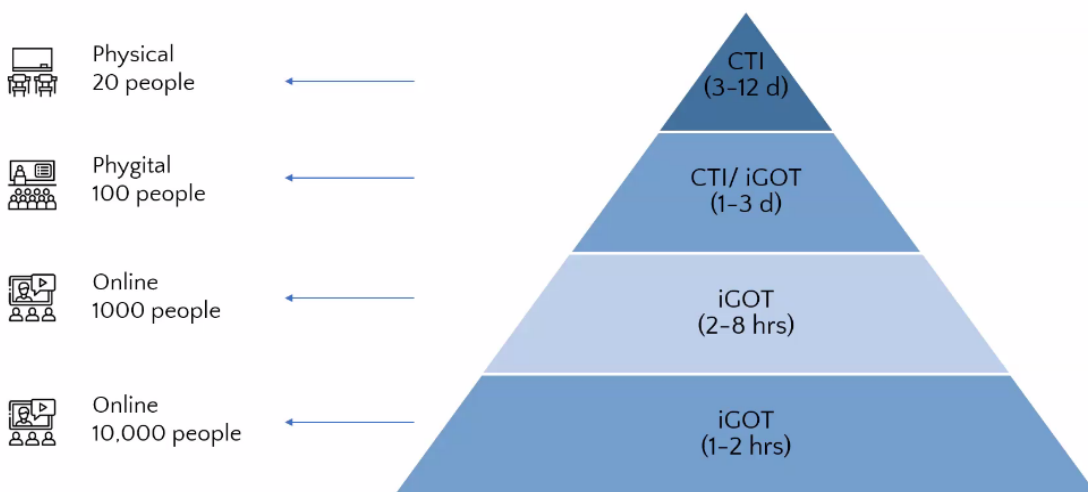 Physical
20 people
CTI
(3-12 d)
Phygital
100 people
CTI/ iGOT
(1-3 d)
Online
1000 people
iGOT
(2-8 hrs)
Online
10,000 people
iGOT
(1-2 hrs)